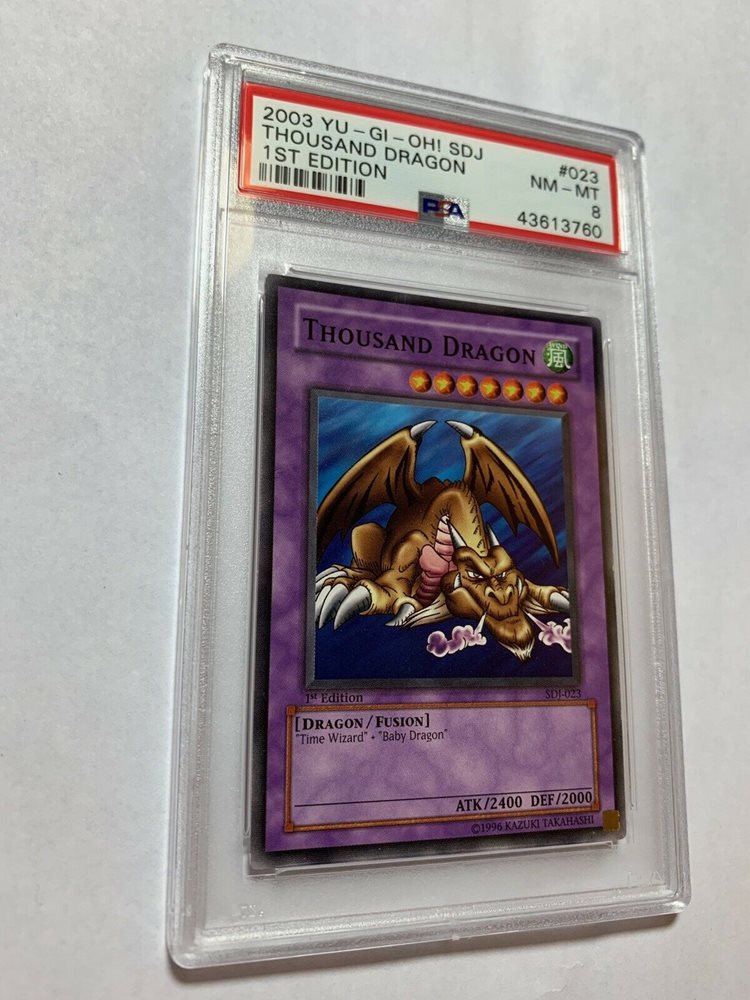 2003 YU-GI-OH! SDJ #023
THOUSAND DRAGON NM-MT
1ST EDITION 8
PSA 43613760
THOUSAND DRAGON
WIND
風
1st Edition SDJ-023
[DRAGON/FUSION]
"Time Wizard" + "Baby Dragon"
ATK/2400 DEF/2000
©1996 KAZUKI TAKAHASHI